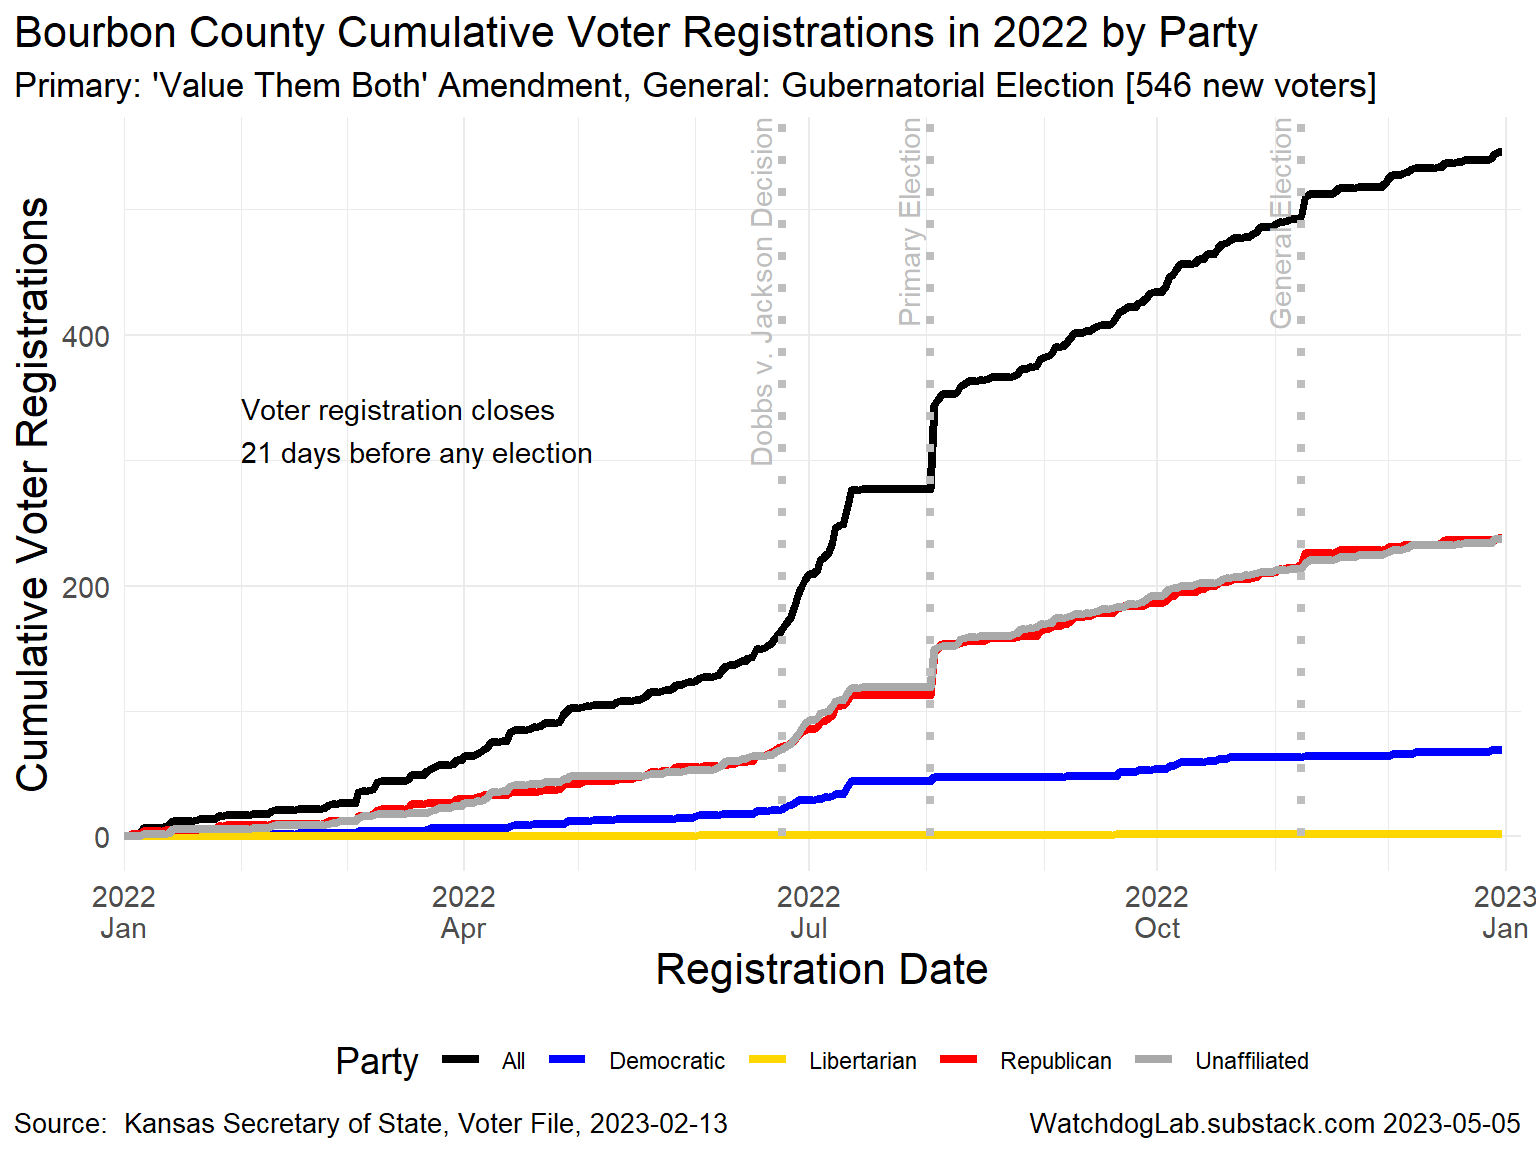 Bourbon County Cumulative Voter Registrations in 2022 by Party
Primary: 'Value Them Both' Amendment, General: Gubernatorial Election [546 new voters]
Cumulative Voter Registrations
400
200
0
Dobbs v. Jackson Decision
Primary Election
General Election
Voter registration closes
21 days before any election
2022 2022 2022 2022 2023
Jan Apr Jul Oct Jan
Registration Date
Party All Democratic Libertarian Republican Unaffiliated
Source:  Kansas Secretary of State, Voter File, 2023-02-13
WatchdogLab.substack.com 2023-05-05